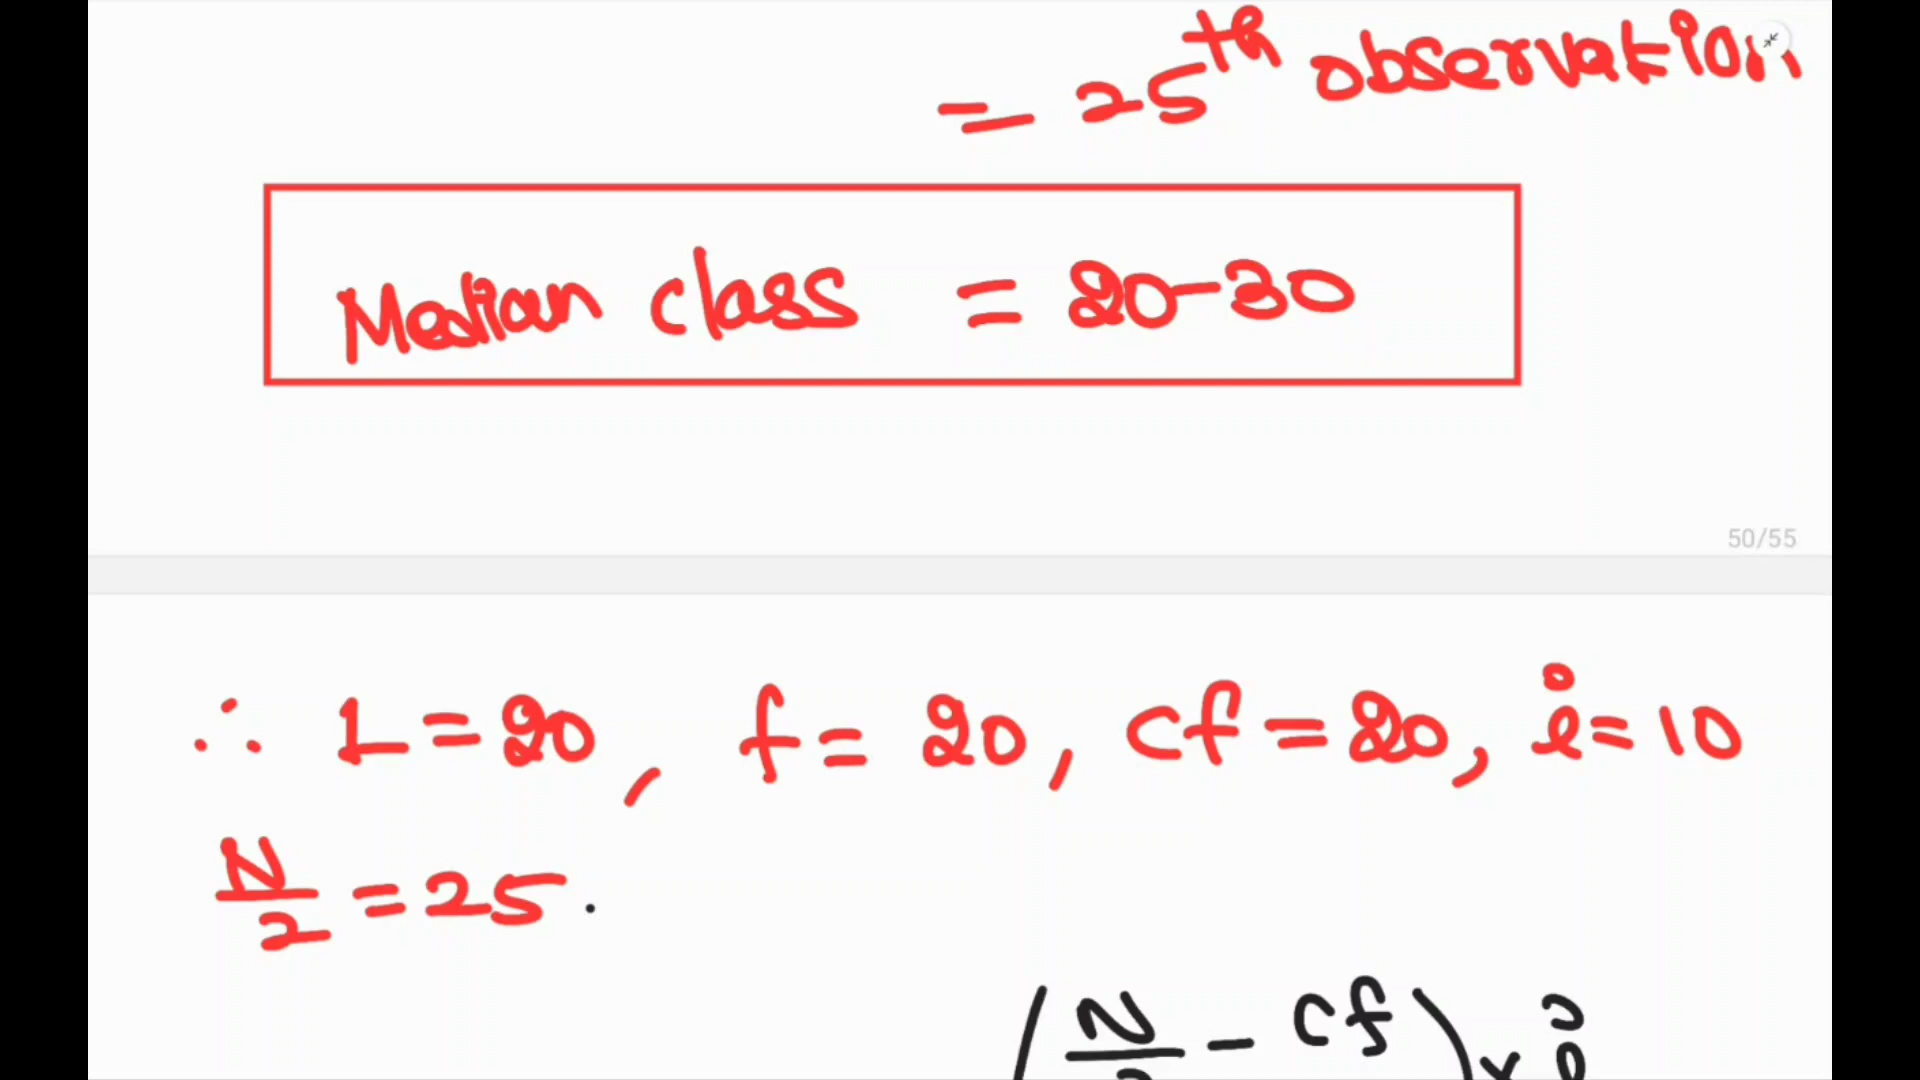 = 25th observation
Median class = 20-30
50/55
∴ L=20, f=20, cf=20, i=10
N/2 = 25.
(N/2 - cf) × i